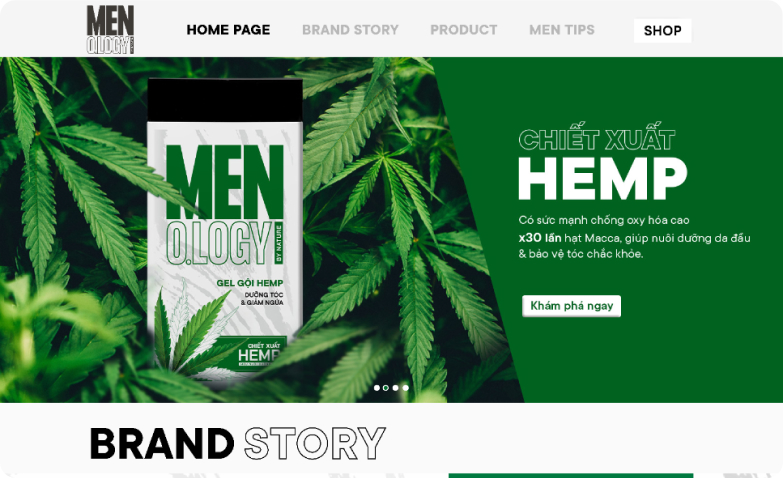 MEN
O.LOGY
HOME PAGE
BRAND STORY
PRODUCT
MEN TIPS
SHOP
MEN
O.LOGY
BY NATURE
GEL GỘI HEMP
DƯỠNG TÓC
& GIẢM NGỨA
CHIẾT XUẤT
HEMP
CHIẾT XUẤT
HEMP
Có sức mạnh chống oxy hóa cao
x30 lần hạt Macca, giúp nuôi dưỡng da đầu
& bảo vệ tóc chắc khỏe.
Khám phá ngay
BRAND STORY